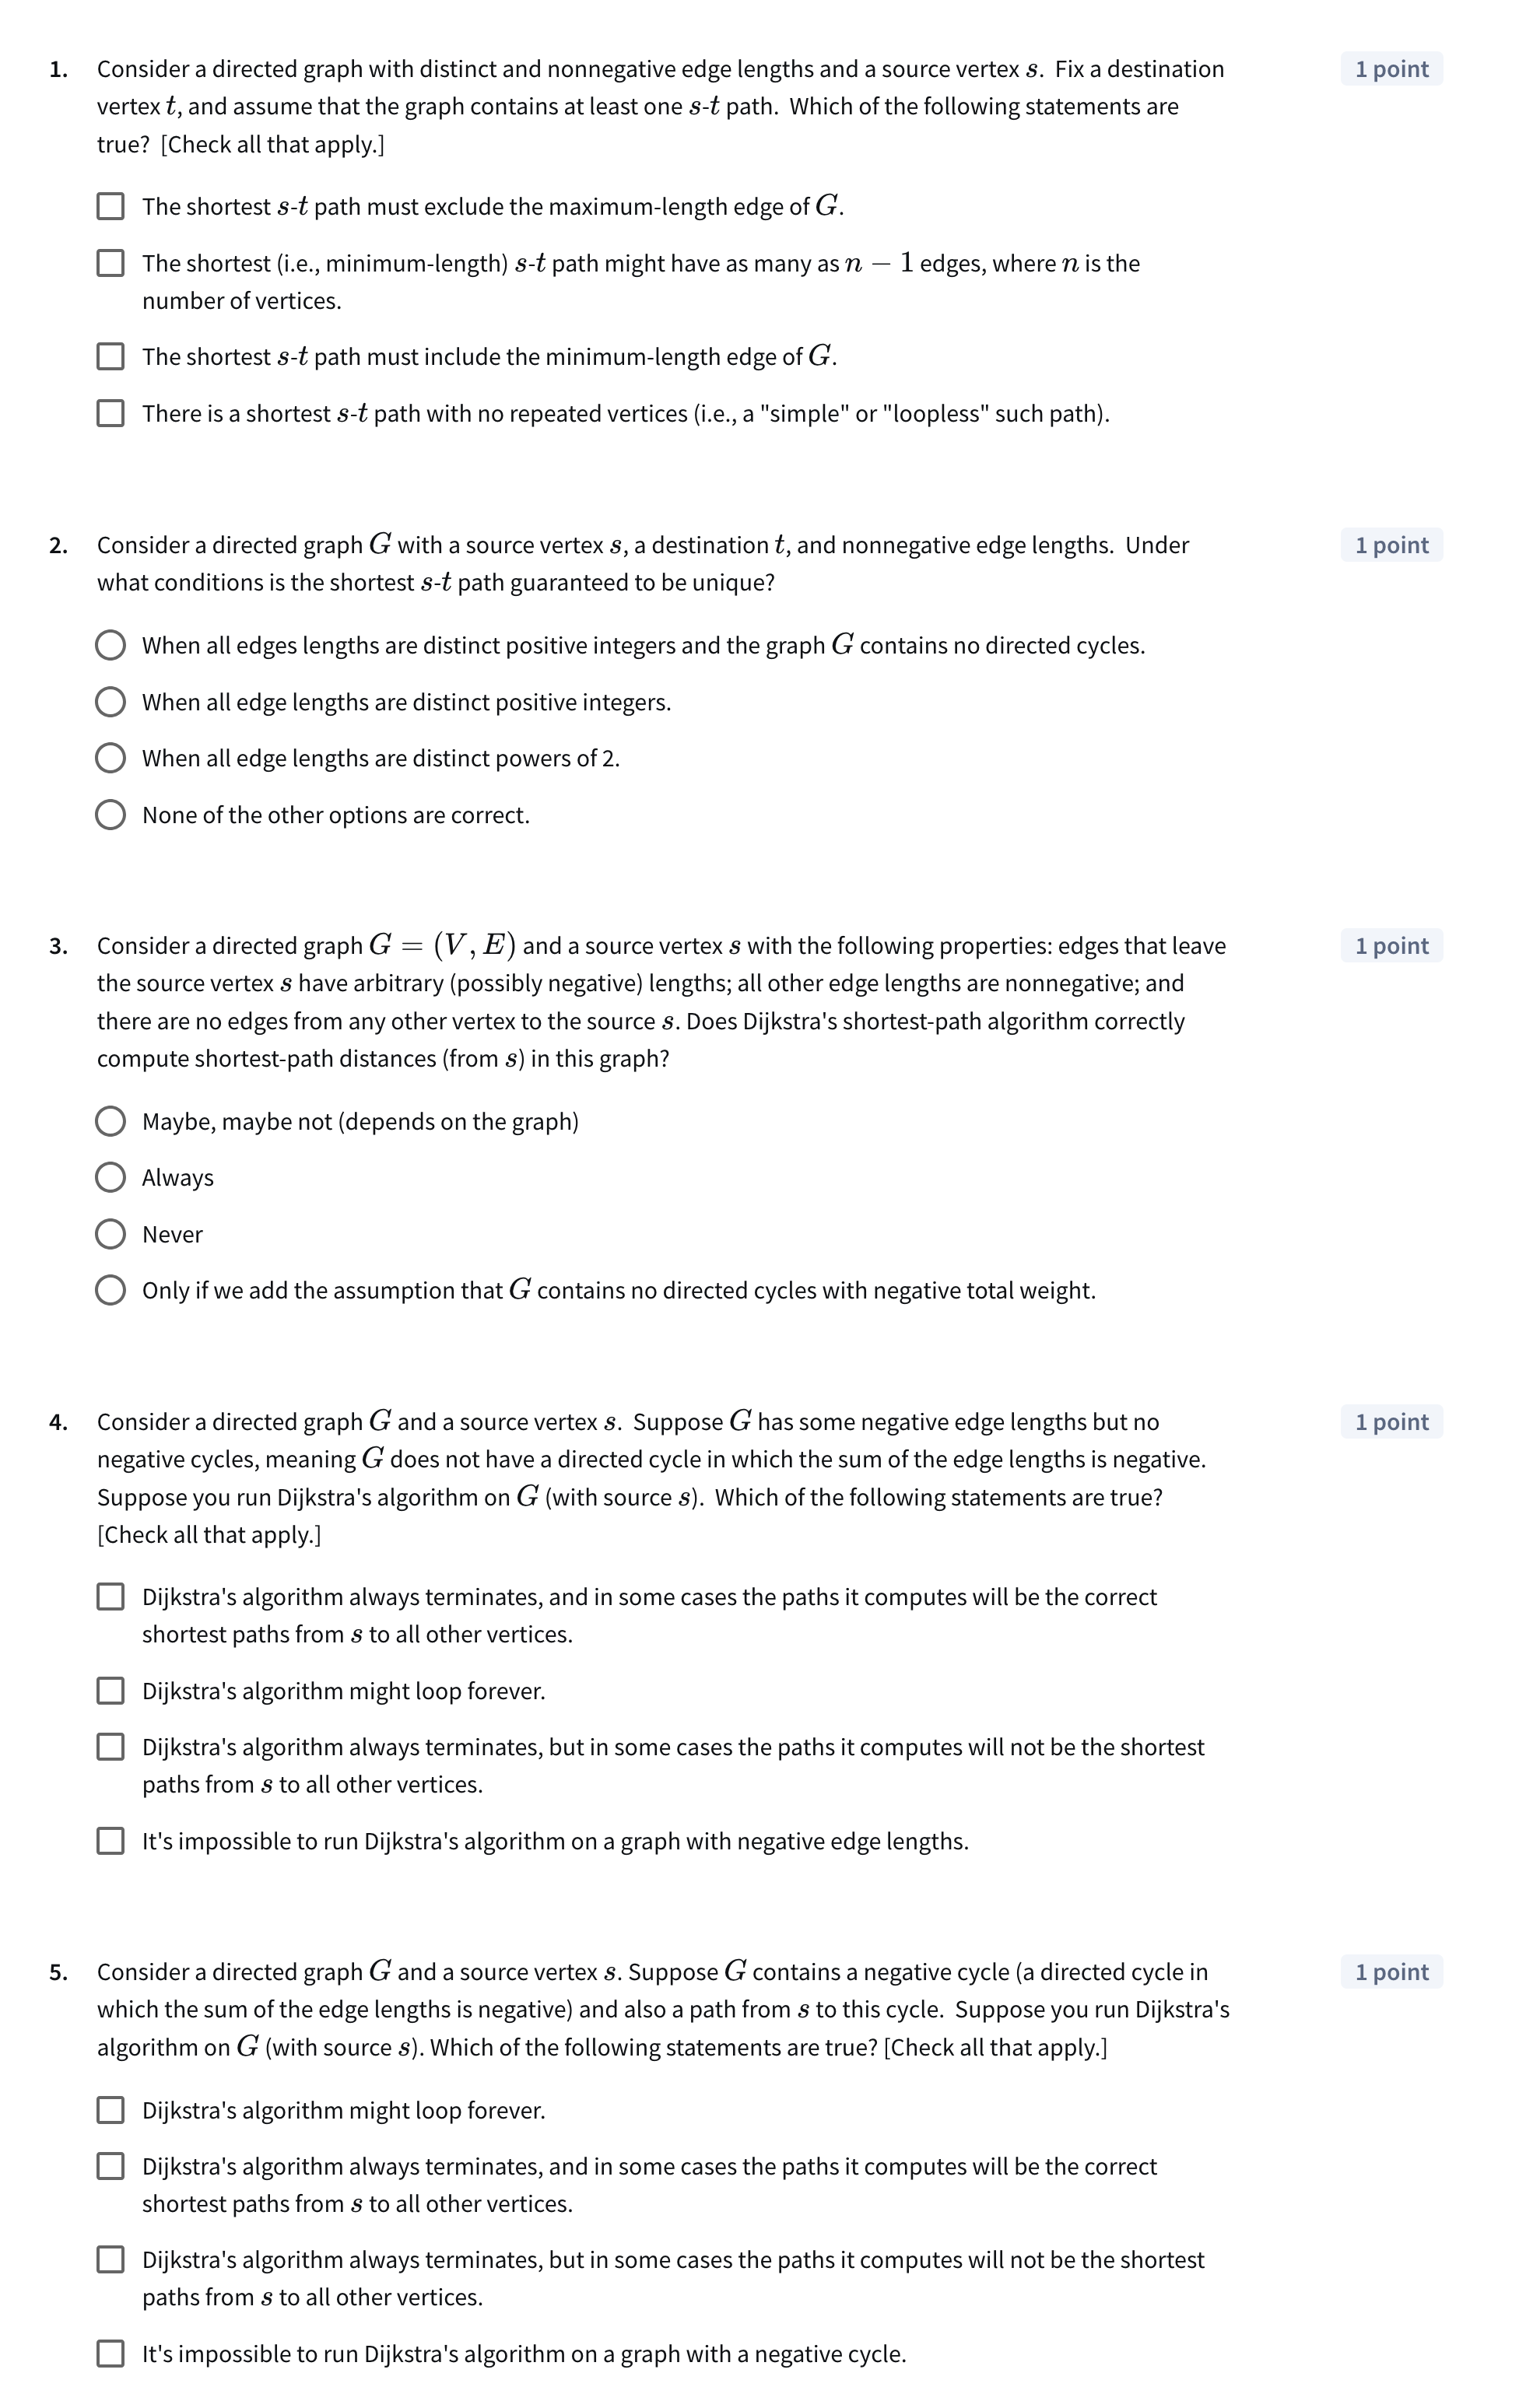 1. Consider a directed graph with distinct and nonnegative edge lengths and a source vertex s. Fix a destination 1 point
vertex t, and assume that the graph contains at least one s-t path. Which of the following statements are
true? [Check all that apply.]
The shortest s-t path must exclude the maximum-length edge of G.
The shortest (i.e., minimum-length) s-t path might have as many as n − 1 edges, where n is the
number of vertices.
The shortest s-t path must include the minimum-length edge of G.
There is a shortest s-t path with no repeated vertices (i.e., a "simple" or "loopless" such path).
2. Consider a directed graph G with a source vertex s, a destination t, and nonnegative edge lengths. Under 1 point
what conditions is the shortest s-t path guaranteed to be unique?
When all edges lengths are distinct positive integers and the graph G contains no directed cycles.
When all edge lengths are distinct positive integers.
When all edge lengths are distinct powers of 2.
None of the other options are correct.
3. Consider a directed graph G = (V, E) and a source vertex s with the following properties: edges that leave 1 point
the source vertex s have arbitrary (possibly negative) lengths; all other edge lengths are nonnegative; and
there are no edges from any other vertex to the source s. Does Dijkstra's shortest-path algorithm correctly
compute shortest-path distances (from s) in this graph?
Maybe, maybe not (depends on the graph)
Always
Never
Only if we add the assumption that G contains no directed cycles with negative total weight.
4. Consider a directed graph G and a source vertex s. Suppose G has some negative edge lengths but no 1 point
negative cycles, meaning G does not have a directed cycle in which the sum of the edge lengths is negative.
Suppose you run Dijkstra's algorithm on G (with source s). Which of the following statements are true?
[Check all that apply.]
Dijkstra's algorithm always terminates, and in some cases the paths it computes will be the correct
shortest paths from s to all other vertices.
Dijkstra's algorithm might loop forever.
Dijkstra's algorithm always terminates, but in some cases the paths it computes will not be the shortest
paths from s to all other vertices.
It's impossible to run Dijkstra's algorithm on a graph with negative edge lengths.
5. Consider a directed graph G and a source vertex s. Suppose G contains a negative cycle (a directed cycle in 1 point
which the sum of the edge lengths is negative) and also a path from s to this cycle. Suppose you run Dijkstra's
algorithm on G (with source s). Which of the following statements are true? [Check all that apply.]
Dijkstra's algorithm might loop forever.
Dijkstra's algorithm always terminates, and in some cases the paths it computes will be the correct
shortest paths from s to all other vertices.
Dijkstra's algorithm always terminates, but in some cases the paths it computes will not be the shortest
paths from s to all other vertices.
It's impossible to run Dijkstra's algorithm on a graph with a negative cycle.